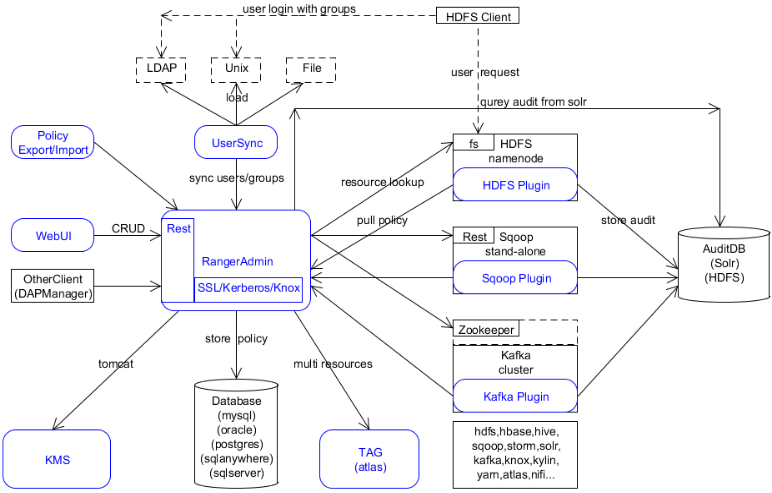 user login with groups
HDFS Client
LDAP
Unix
File
user request
load
qurey audit from solr
Policy
Export/Import
UserSync
fs
HDFS
namenode
HDFS Plugin
sync users/groups
resource lookup
pull policy
store audit
WebUI
CRUD
Rest
RangerAdmin
SSL/Kerberos/Knox
Rest
Sqoop
stand-alone
Sqoop Plugin
AuditDB
(Solr)
(HDFS)
OtherClient
(DAPManager)
Zookeeper
Kafka
cluster
Kafka Plugin
tomcat
store policy
multi resources
Database
(mysql)
(oracle)
(postgres)
(sqlanywhere)
(sqlserver)
KMS
TAG
(atlas)
hdfs,hbase,hive,
sqoop,storm,solr,
kafka,knox,kylin,
yarn,atlas,nifi...